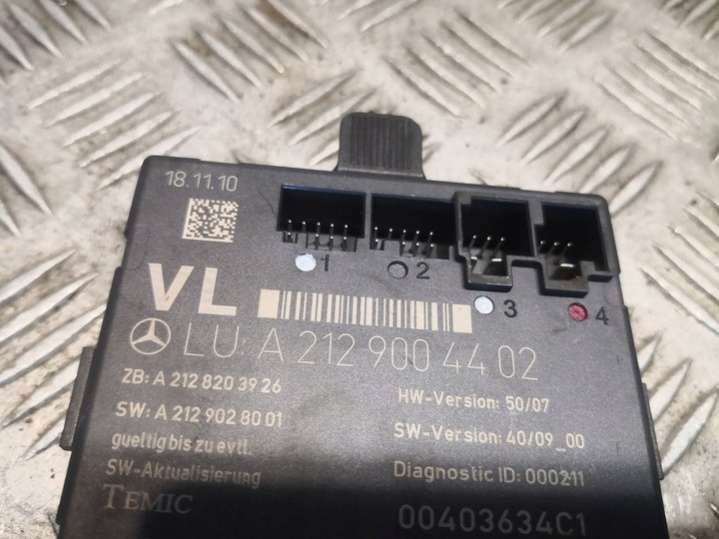 18.11.10
1 2 3 4
VL
LU: A 212 900 44 02
ZB: A 212 820 39 26
HW-Version: 50/07
SW: A 212 902 80 01
SW-Version: 40/09_00
gueltig bis zu evtl.
SW-Aktualisierung
Diagnostic ID: 000211
TEMIC
00403634C1